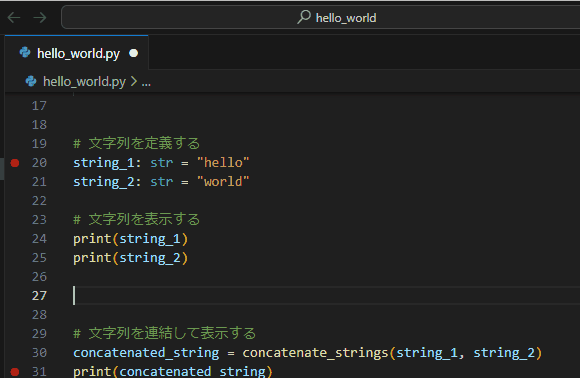 hello_world
hello_world.py
hello_world.py > ...
17
18
19 # 文字列を定義する
20 string_1: str = "hello"
21 string_2: str = "world"
22
23 # 文字列を表示する
24 print(string_1)
25 print(string_2)
26
27
28
29 # 文字列を連結して表示する
30 concatenated_string = concatenate_strings(string_1, string_2)
31 print(concatenated_string)